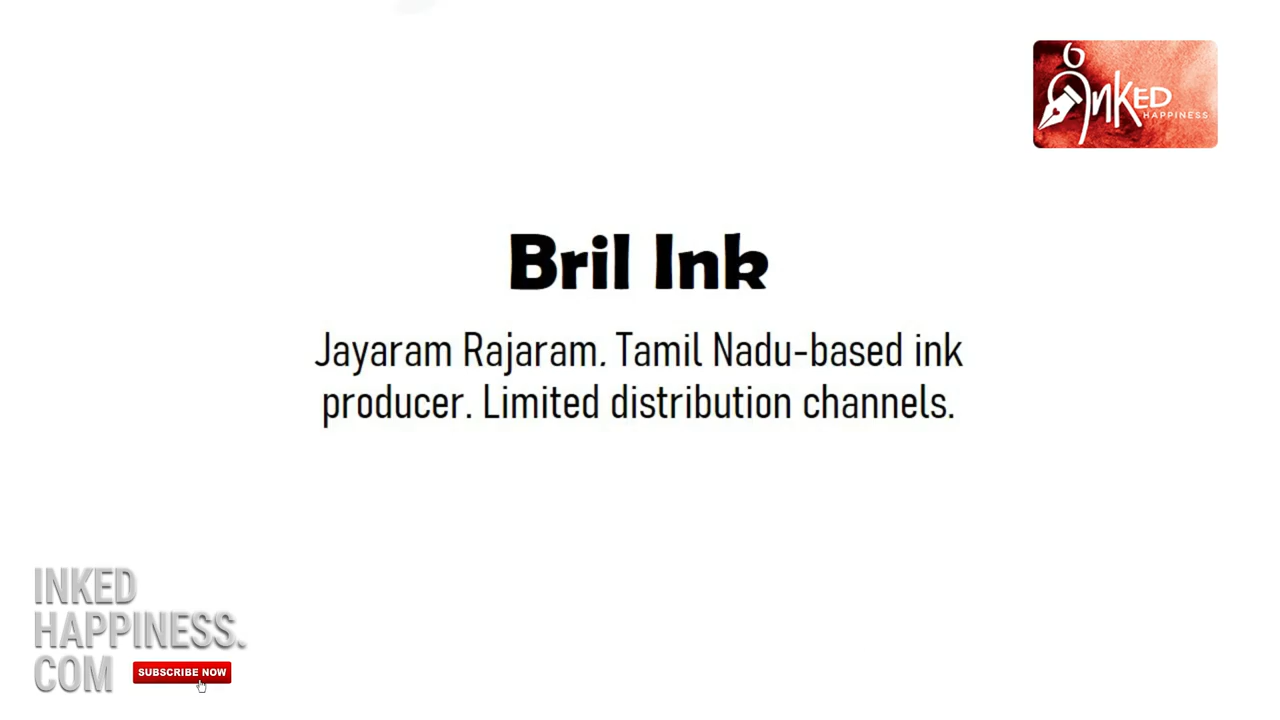 INKED
HAPPINESS
Bril Ink
Jayaram Rajaram. Tamil Nadu-based ink
producer. Limited distribution channels.
INKED
HAPPINESS.
COM
SUBSCRIBE NOW